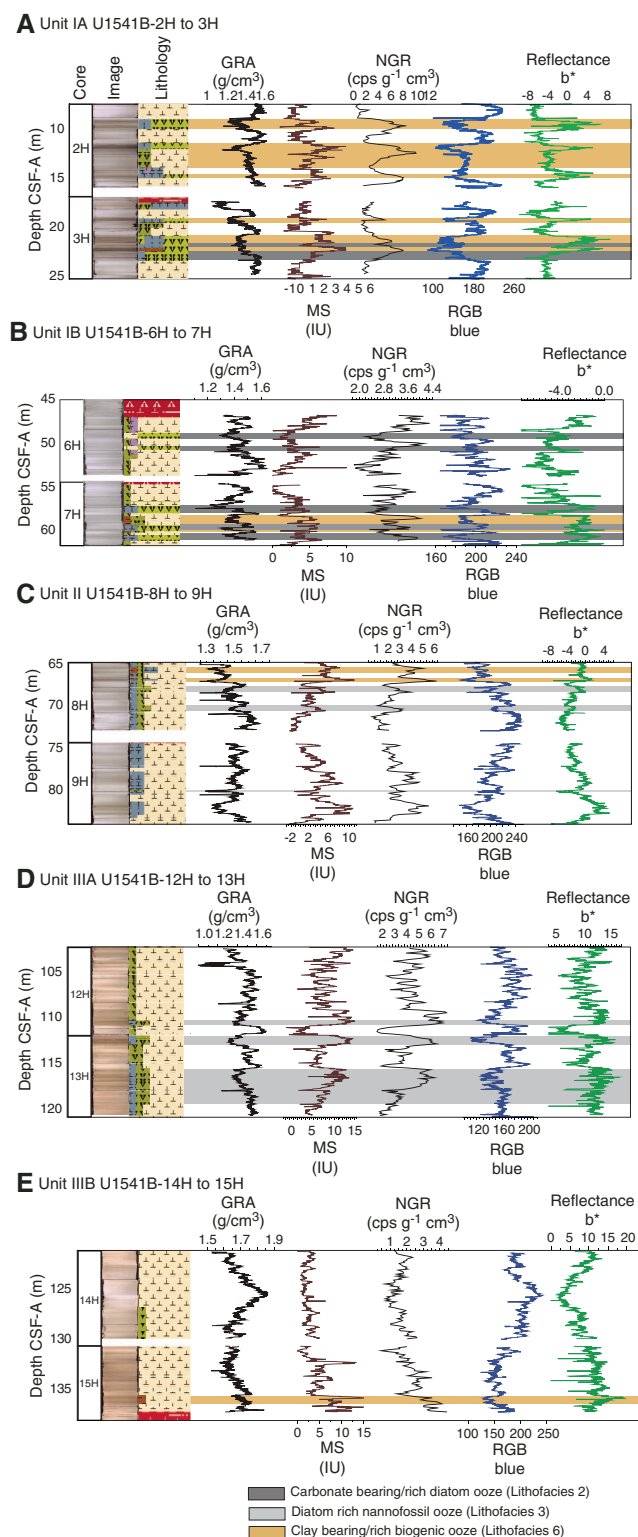 A Unit IA U1541B-2H to 3H
Core
Image
Lithology
GRA
(g/cm3)
1 1.21.41.6
NGR
(cps g-1 cm3)
0 2 4 6 8 10 12
Reflectance
b*
-8 -4 0 4 8
Depth CSF-A (m)
10
15
20
25
2H
3H
-10 1 2 3 4 5 6
MS
(IU)
100 140 180 220 260
RGB
blue
B Unit IB U1541B-6H to 7H
GRA
(g/cm3)
1.2 1.4 1.6
NGR
(cps g-1 cm3)
2.0 2.8 3.6 4.4
Reflectance
b*
-4.0 0.0
Depth CSF-A (m)
45
50
55
60
6H
7H
0 5 10
MS
(IU)
160 200 240
RGB
blue
C Unit II U1541B-8H to 9H
GRA
(g/cm3)
1.3 1.5 1.7
NGR
(cps g-1 cm3)
1 2 3 4 5 6
Reflectance
b*
-8 -4 0 4
Depth CSF-A (m)
65
70
75
80
8H
9H
-2 2 6 10
MS
(IU)
160 200 240
RGB
blue
D Unit IIIA U1541B-12H to 13H
GRA
(g/cm3)
1.0 1.2 1.4 1.6
NGR
(cps g-1 cm3)
2 3 4 5 6 7
Reflectance
b*
5 10 15
Depth CSF-A (m)
105
110
115
120
12H
13H
0 5 10 15
MS
(IU)
120 160 200
RGB
blue
E Unit IIIB U1541B-14H to 15H
GRA
(g/cm3)
1.5 1.7 1.9
NGR
(cps g-1 cm3)
1 2 3 4
Reflectance
b*
0 5 10 15 20
Depth CSF-A (m)
125
130
135
14H
15H
0 5 10 15
MS
(IU)
100 150 200 250
RGB
blue
Carbonate bearing/rich diatom ooze (Lithofacies 2)
Diatom rich nannofossil ooze (Lithofacies 3)
Clay bearing/rich biogenic ooze (Lithofacies 6)